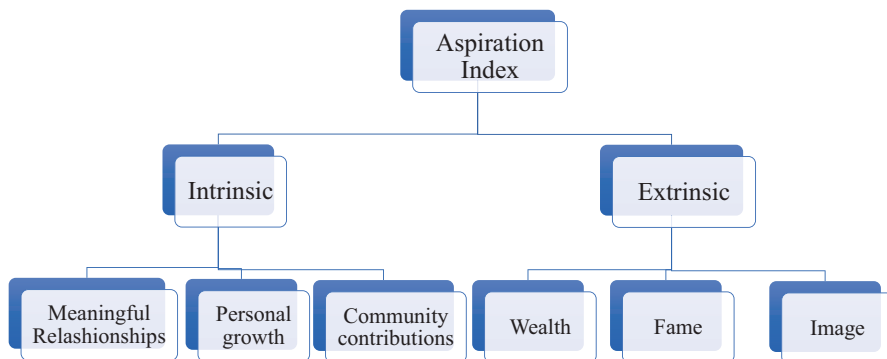 Aspiration
Index
Intrinsic
Extrinsic
Meaningful
Relashionships
Personal
growth
Community
contributions
Wealth
Fame
Image